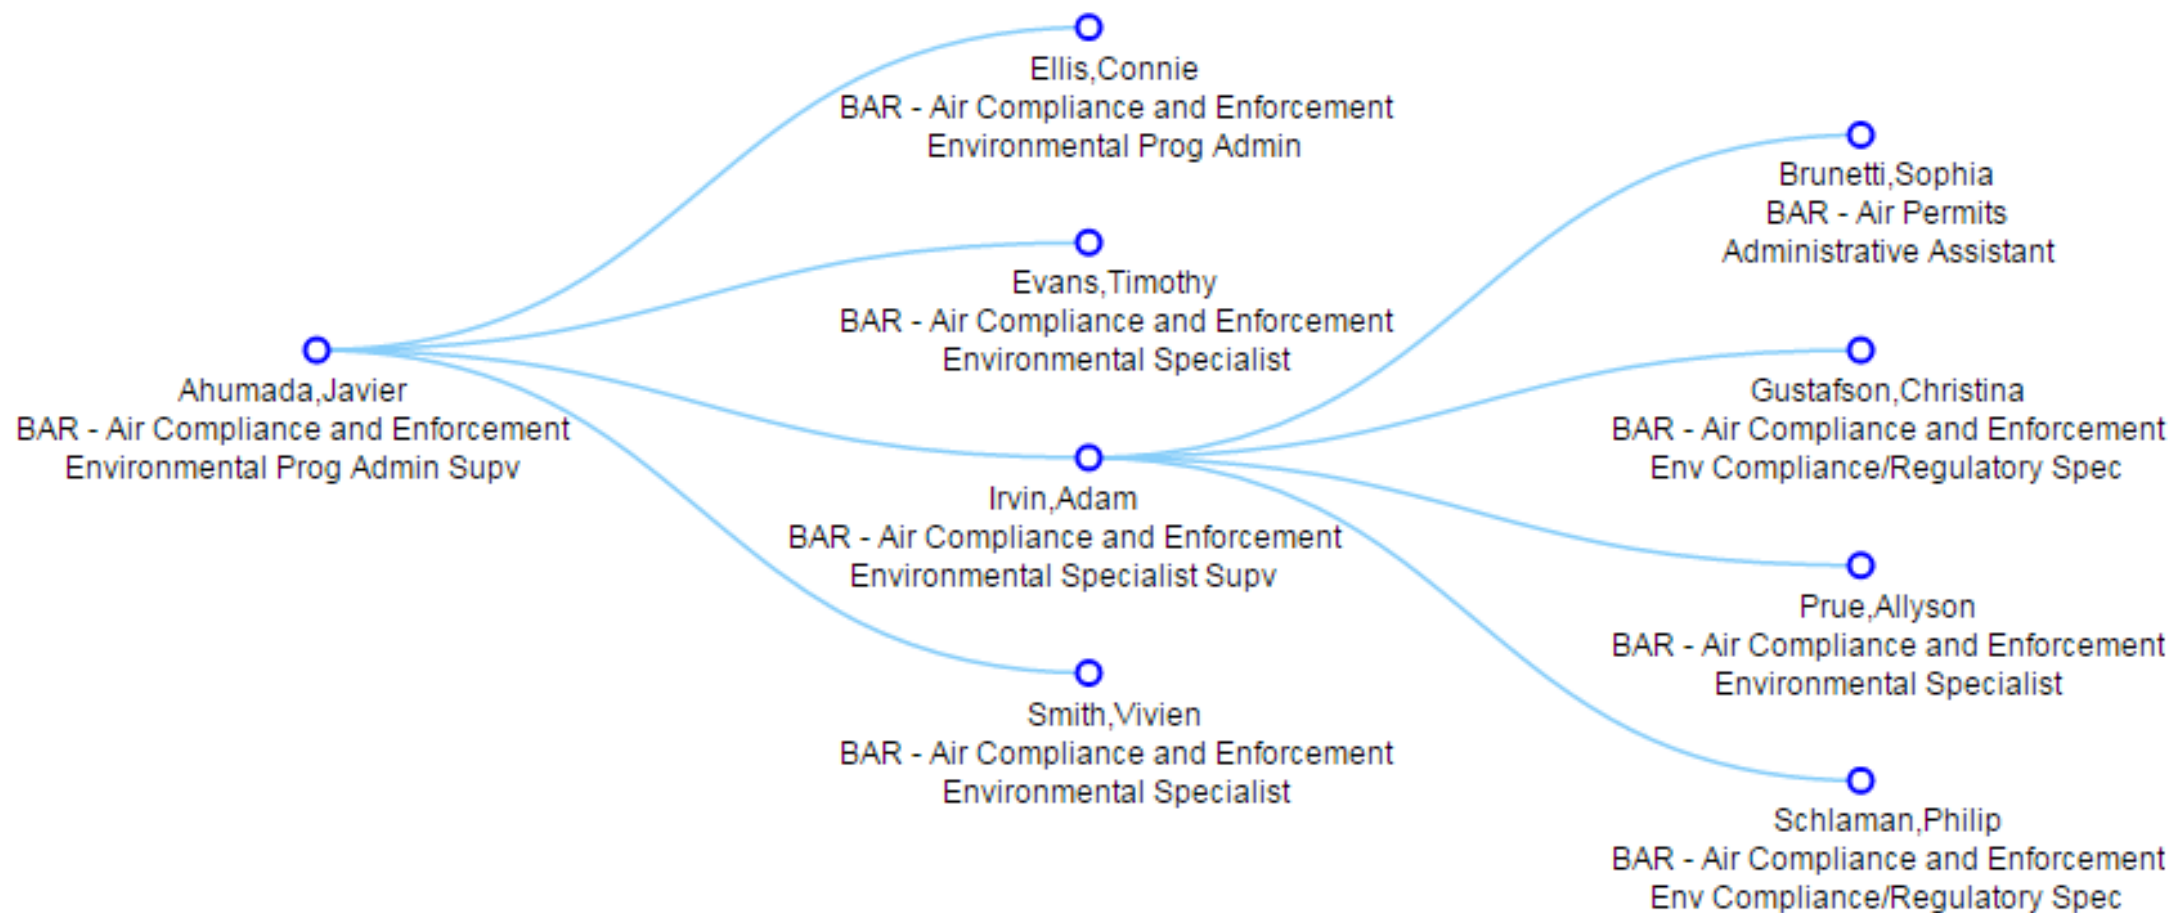 Ellis,Connie
BAR - Air Compliance and Enforcement
Environmental Prog Admin
Brunetti,Sophia
BAR - Air Permits
Administrative Assistant
Evans,Timothy
BAR - Air Compliance and Enforcement
Environmental Specialist
Ahumada,Javier
BAR - Air Compliance and Enforcement
Environmental Prog Admin Supv
Gustafson,Christina
BAR - Air Compliance and Enforcement
Env Compliance/Regulatory Spec
Irvin,Adam
BAR - Air Compliance and Enforcement
Environmental Specialist Supv
Prue,Allyson
BAR - Air Compliance and Enforcement
Environmental Specialist
Smith,Vivien
BAR - Air Compliance and Enforcement
Environmental Specialist
Schlaman,Philip
BAR - Air Compliance and Enforcement
Env Compliance/Regulatory Spec